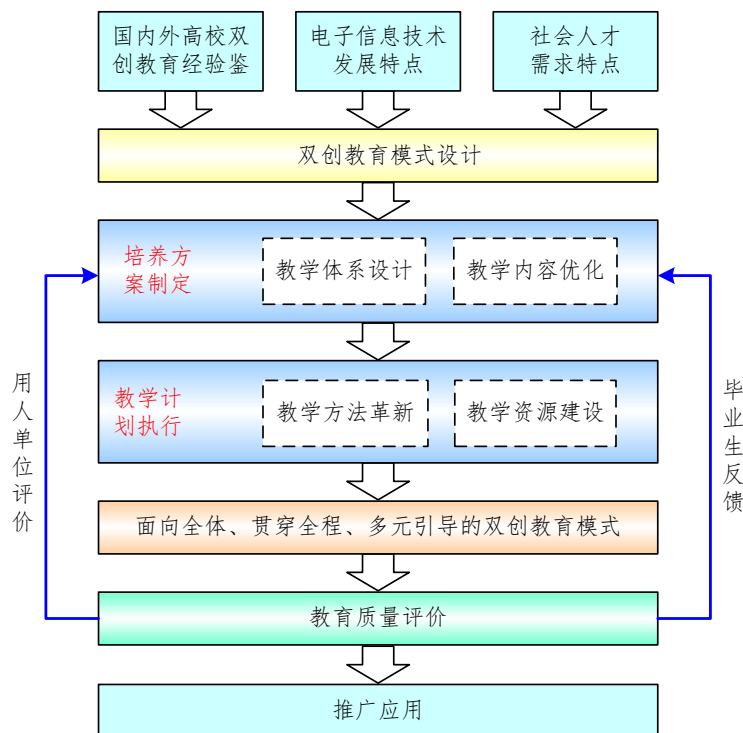 国内外高校双
创教育经验鉴
电子信息技术
发展特点
社会人才
需求特点
双创教育模式设计
培养方
案制定
教学体系设计
教学内容优化
教学计
划执行
教学方法革新
教学资源建设
用人单位评价
毕业生反馈
面向全体、贯穿全程、多元引导的双创教育模式
教育质量评价
推广应用